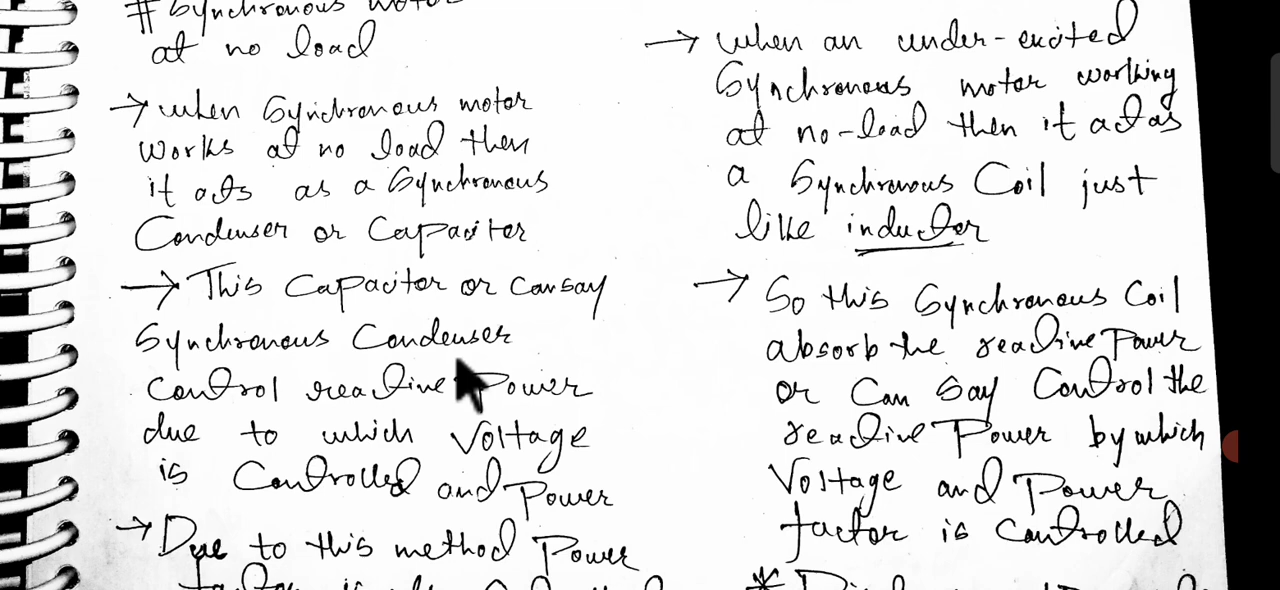 # Synchronous motor
at no load
→ when Synchronous motor
works at no load then
it acts as a Synchronous
Condenser or Capacitor
→ This Capacitor or can say
Synchronous Condenser
Control reactive Power
due to which Voltage
is Controlled and Power
→ Due to this method Power
→ when an under-excited
Synchronous motor working
at no-load then it act as
a Synchronous Coil just
like inductor
→ So this Synchronous Coil
absorb the reactive Power
or Can Say Control the
reactive Power by which
Voltage and Power
factor is Controlled